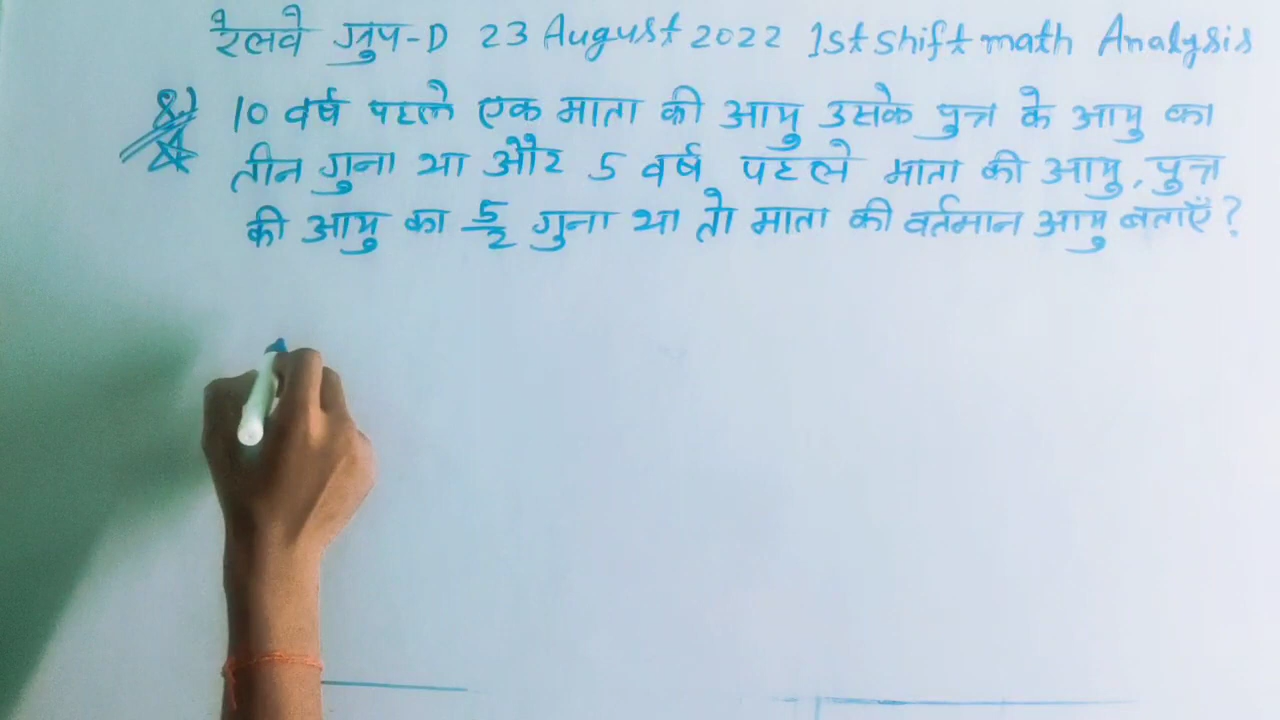 रेलवे ग्रुप-D 23 August 2022 1st shift math Analysis
Q) 10 वर्ष पहले एक माता की आयु उसके पुत्र के आयु का
तीन गुना था और 5 वर्ष पहले माता की आयु, पुत्र
की आयु का 5/2 गुना था तो माता की वर्तमान आयु बताएँ?